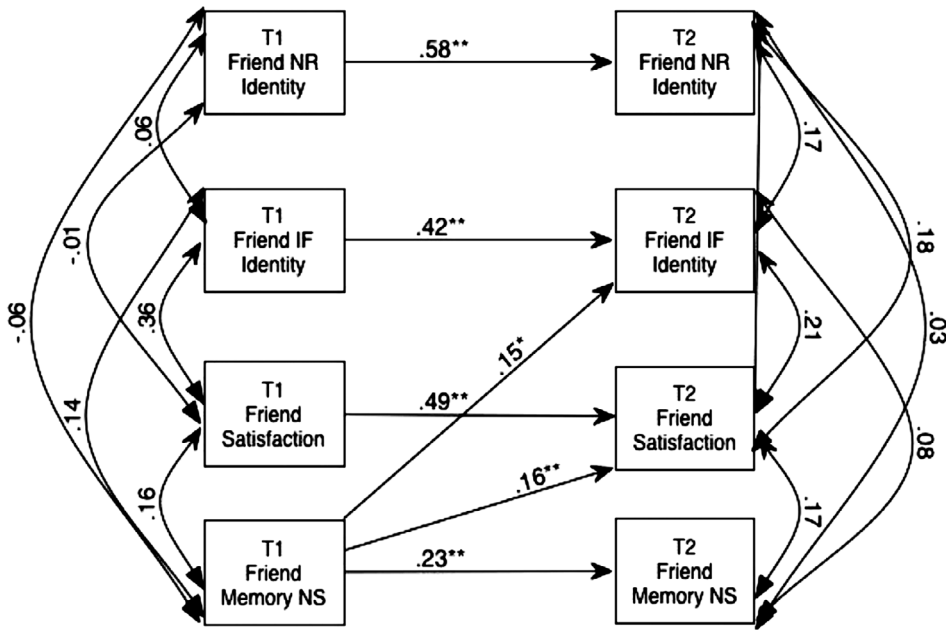 T1
Friend NR
Identity
.58**
T2
Friend NR
Identity
.06
.17
-.01
T1
Friend IF
Identity
.42**
T2
Friend IF
Identity
.18
-.06
.36
.15*
.21
.03
.14
T1
Friend
Satisfaction
.49**
T2
Friend
Satisfaction
.08
.16
.16**
.17
T1
Friend
Memory NS
.23**
T2
Friend
Memory NS